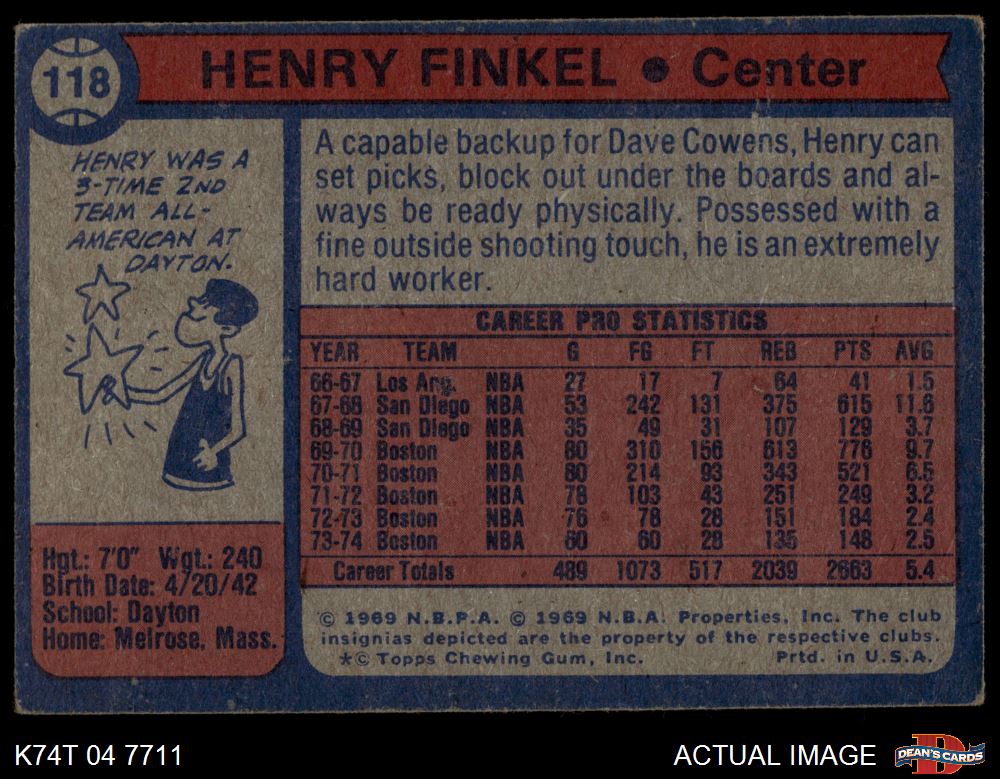 118
HENRY FINKEL • Center
HENRY WAS A
3-TIME 2ND
TEAM ALL-
AMERICAN AT
DAYTON.
A capable backup for Dave Cowens, Henry can
set picks, block out under the boards and al-
ways be ready physically. Possessed with a
fine outside shooting touch, he is an extremely
hard worker.
CAREER PRO STATISTICS
YEAR TEAM G FG FT REB PTS AVG
66-67 Los Ang. NBA 27 17 7 64 41 1.5
67-68 San Diego NBA 53 242 131 375 615 11.6
68-69 San Diego NBA 35 49 31 107 129 3.7
69-70 Boston NBA 80 310 156 613 776 9.7
70-71 Boston NBA 80 214 93 343 521 6.5
71-72 Boston NBA 78 103 43 251 249 3.2
72-73 Boston NBA 76 78 28 151 184 2.4
73-74 Boston NBA 60 60 28 135 148 2.5
Career Totals 489 1073 517 2039 2663 5.4
Hgt.: 7'0" Wgt.: 240
Birth Date: 4/20/42
School: Dayton
Home: Melrose, Mass.
© 1969 N.B.P.A. © 1969 N.B.A. Properties, Inc. The club
insignias depicted are the property of the respective clubs.
*© Topps Chewing Gum, Inc. Prtd. in U.S.A.
K74T 04 7711
ACTUAL IMAGE
D
DEAN'S CARDS